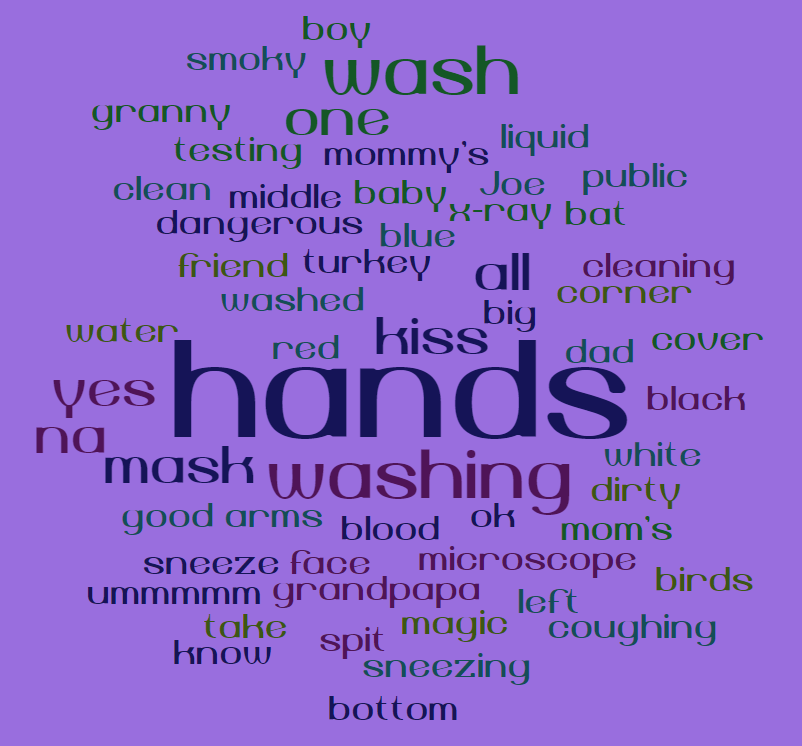 boy
smoky wash
granny one
testing mommy's liquid
clean middle baby Joe public
dangerous x-ray bat
blue
friend turkey all cleaning
washed big corner
water red kiss dad cover
yes hands black
na
mask washing white
dirty
good arms blood ok mom's
sneeze face microscope
ummmmm grandpapa left birds
take spit magic coughing
know sneezing
bottom